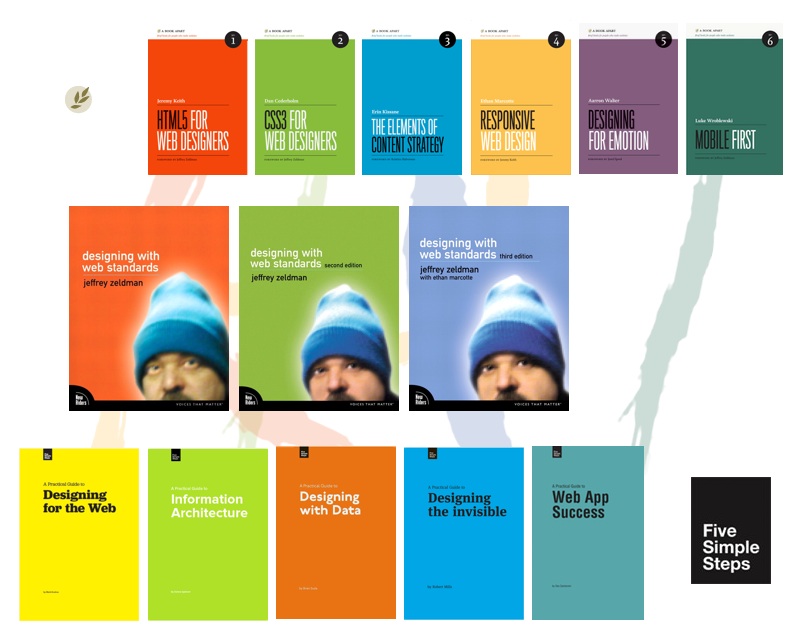 A BOOK APART
1
Jeremy Keith
HTML5 FOR
WEB DESIGNERS
A BOOK APART
2
Dan Cederholm
CSS3 FOR
WEB DESIGNERS
A BOOK APART
3
Erin Kissane
THE ELEMENTS OF
CONTENT STRATEGY
A BOOK APART
4
Ethan Marcotte
RESPONSIVE
WEB DESIGN
A BOOK APART
5
Aarron Walter
DESIGNING
FOR EMOTION
A BOOK APART
6
Luke Wroblewski
MOBILE FIRST
designing with
web standards
jeffrey zeldman
New
Riders
VOICES THAT MATTER
designing with
web standards second edition
jeffrey zeldman
New
Riders
VOICES THAT MATTER
designing with
web standards third edition
jeffrey zeldman
with ethan marcotte
New
Riders
VOICES THAT MATTER
A Practical Guide to
Designing
for the Web
A Practical Guide to
Information
Architecture
A Practical Guide to
Designing
with Data
A Practical Guide to
Designing
the invisible
A Practical Guide to
Web App
Success
Five
Simple
Steps